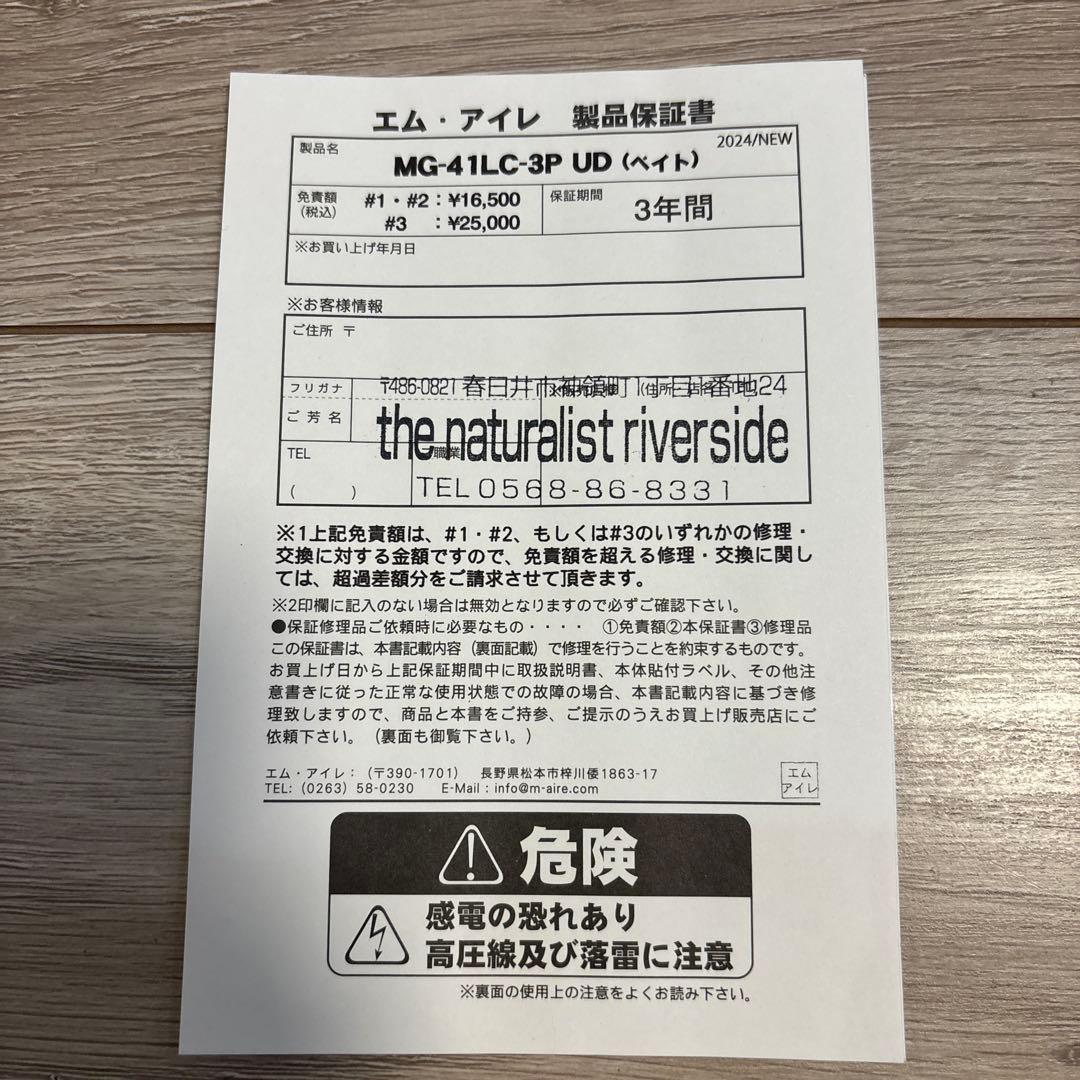 エム・アイレ 製品保証書
製品名
2024/NEW
MG-41LC-3P UD (ベイト)
免責額
(税込)
#1・#2:¥16,500
#3 :¥25,000
保証期間
3年間
※お買い上げ年月日
※お客様情報
ご住所 〒
フリガナ
〒486-0821 春日井市神領町1丁目1番地24
ご芳名
the naturalist riverside
TEL
職業
( )
TEL0568-86-8331
※1上記免責額は、#1・#2、もしくは#3のいずれかの修理・
交換に対する金額ですので、免責額を超える修理・交換に関し
ては、超過差額分をご請求させて頂きます。
※2印欄に記入のない場合は無効となりますので必ずご確認下さい。
●保証修理品ご依頼時に必要なもの・・・・ ①免責額②本保証書③修理品
この保証書は、本書記載内容(裏面記載)で修理を行うことを約束するものです。
お買上げ日から上記保証期間中に取扱説明書、本体貼付ラベル、その他注
意書きに従った正常な使用状態での故障の場合、本書記載内容に基づき修
理致しますので、商品と本書をご持参、ご提示のうえお買上げ販売店にご
依頼下さい。(裏面も御覧下さい。)
エム・アイレ:(〒390-1701) 長野県松本市梓川倭1863-17
TEL:(0263)58-0230 E-Mail:info@m-aire.com
エム
アイレ
危険
感電の恐れあり
高圧線及び落雷に注意
※裏面の使用上の注意をよくお読み下さい。